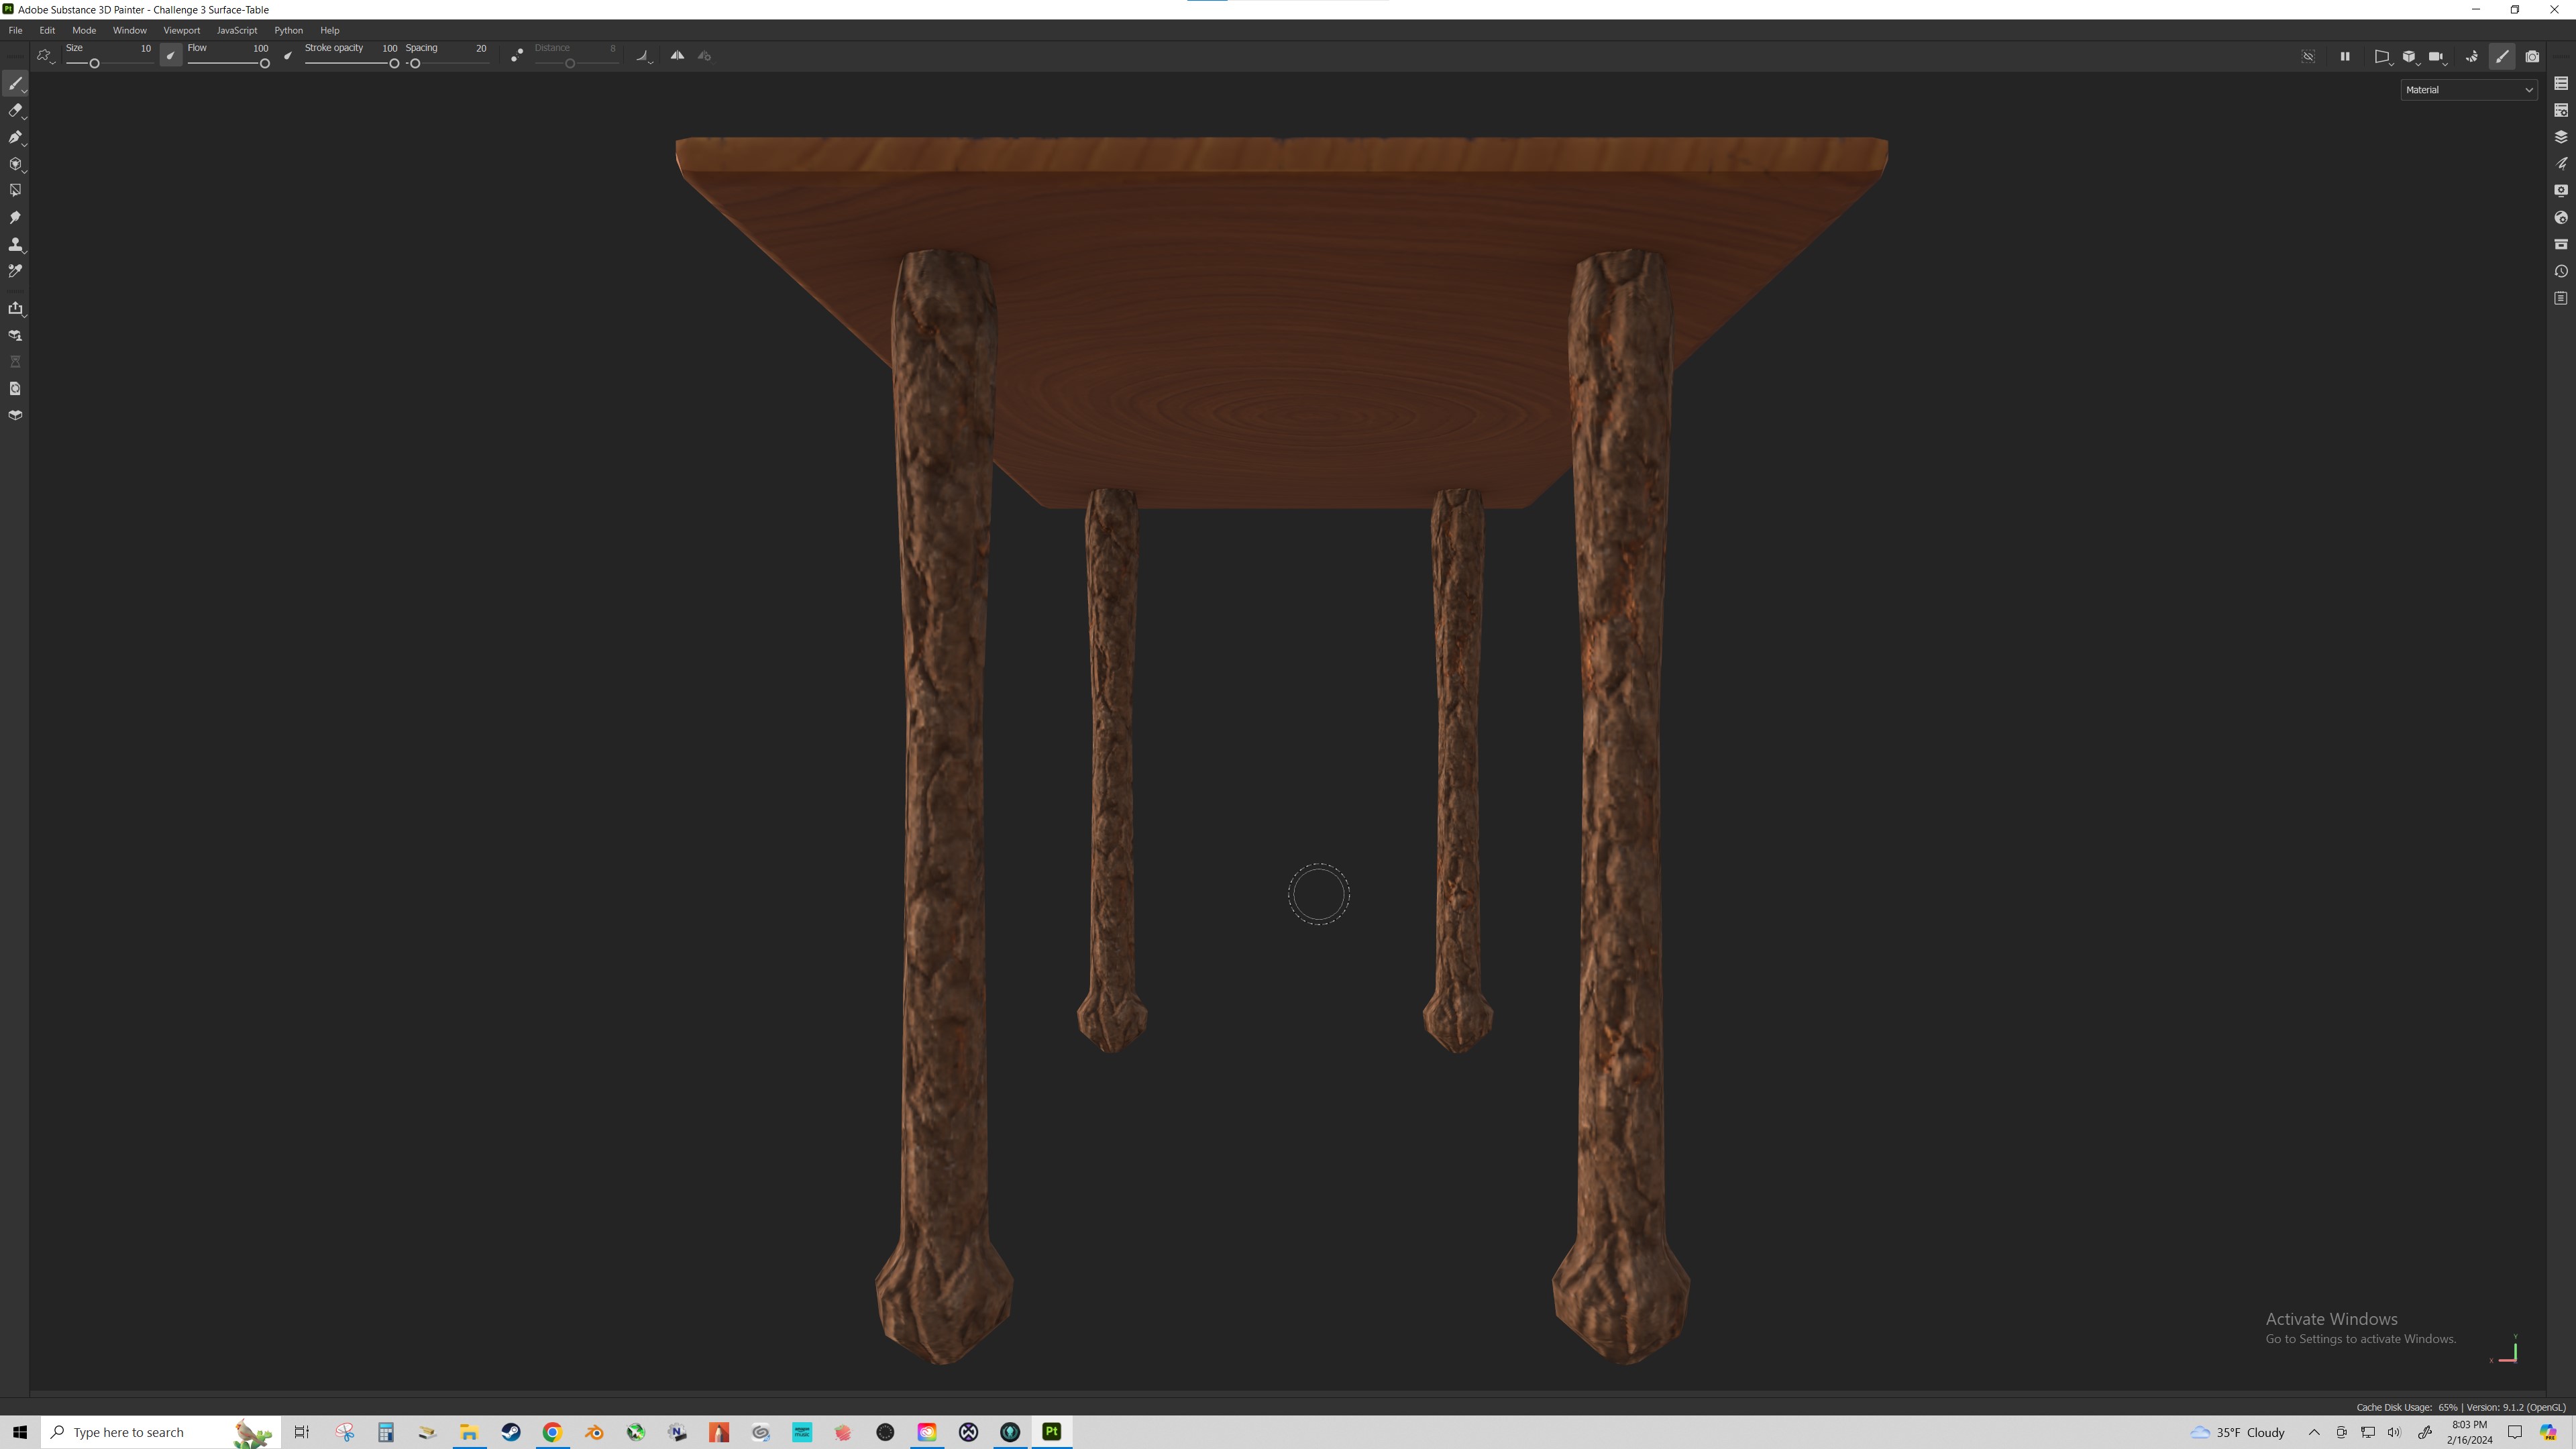 Pt Adobe Substance 3D Painter - Challenge 3 Surface-Table
File Edit Mode Window Viewport JavaScript Python Help
Size 10 Flow 100 Stroke opacity 100 Spacing 20 Distance 8
Material
Activate Windows
Go to Settings to activate Windows.
Y
X
Cache Disk Usage: 65% | Version: 9.1.2 (OpenGL)
Type here to search
Pt
35°F Cloudy
8:03 PM
2/16/2024